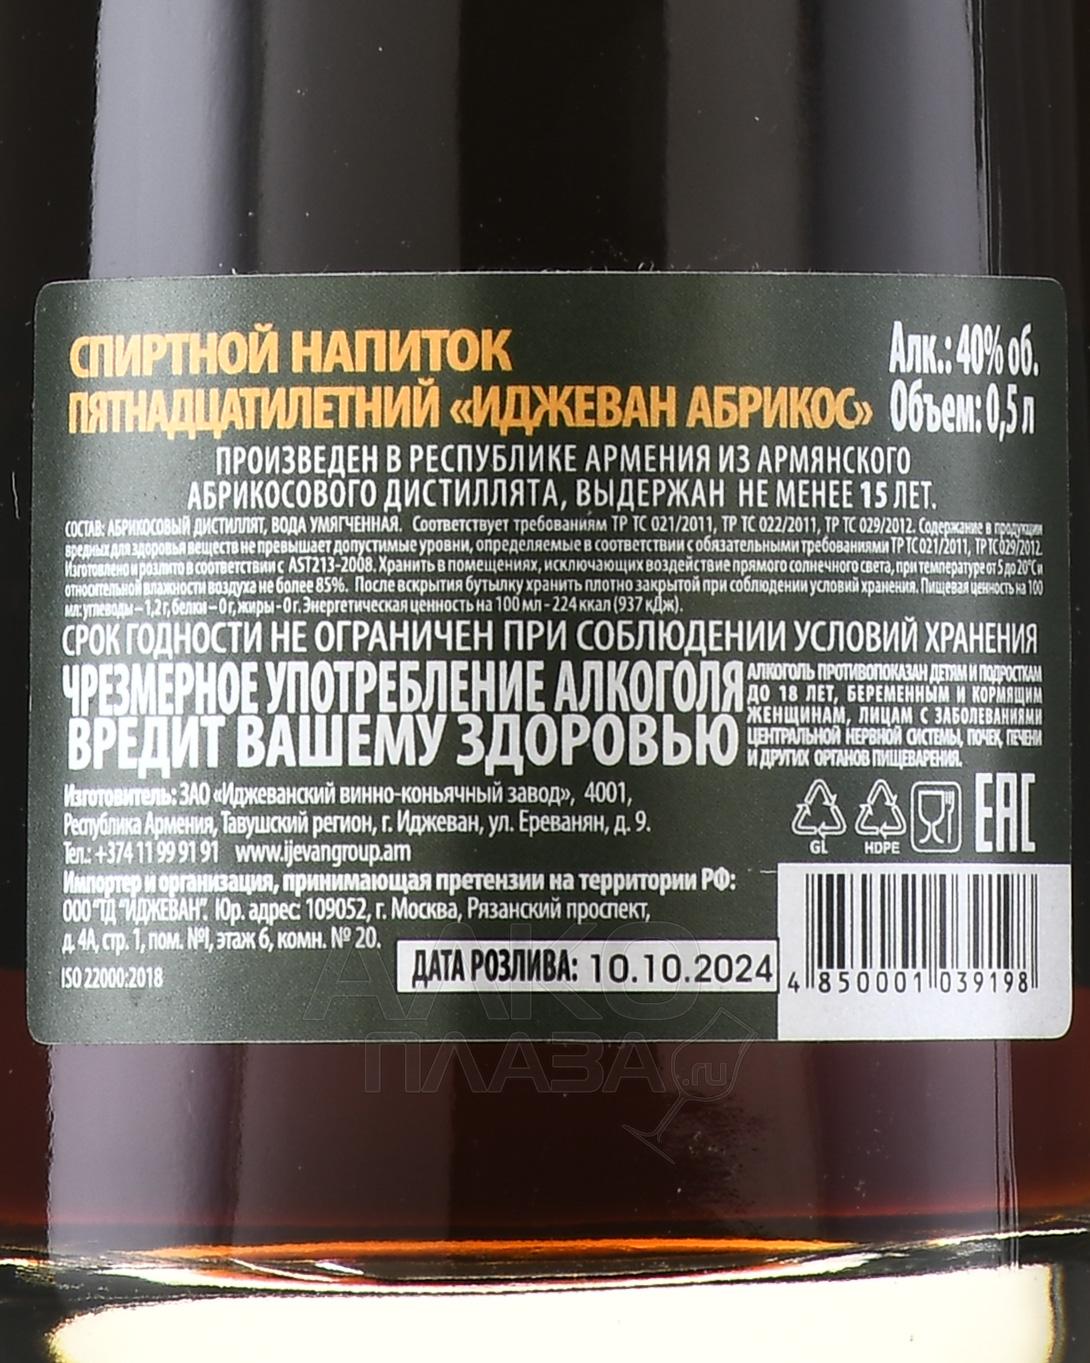 СПИРТНОЙ НАПИТОК
ПЯТНАДЦАТИЛЕТНИЙ «ИДЖЕВАН АБРИКОС»
Алк.: 40% об.
Объем: 0,5 л
ПРОИЗВЕДЕН В РЕСПУБЛИКЕ АРМЕНИЯ ИЗ АРМЯНСКОГО
АБРИКОСОВОГО ДИСТИЛЛЯТА, ВЫДЕРЖАН НЕ МЕНЕЕ 15 ЛЕТ.
СОСТАВ: АБРИКОСОВЫЙ ДИСТИЛЛЯТ, ВОДА УМЯГЧЕННАЯ. Соответствует требованиям ТР ТС 021/2011, ТР ТС 022/2011, ТР ТС 029/2012. Содержание в продукции
вредных для здоровья веществ не превышает допустимые уровни, определяемые в соответствии с обязательными требованиями ТР ТС 021/2011, ТР ТС 029/2012.
Изготовлено и розлито в соответствии с AST213-2008. Хранить в помещениях, исключающих воздействие прямого солнечного света, при температуре от 5 до 20°С и
относительной влажности воздуха не более 85%. После вскрытия бутылку хранить плотно закрытой при соблюдении условий хранения. Пищевая ценность на 100
мл: углеводы – 1,2 г, белки – 0 г, жиры - 0 г. Энергетическая ценность на 100 мл - 224 ккал (937 кДж).
СРОК ГОДНОСТИ НЕ ОГРАНИЧЕН ПРИ СОБЛЮДЕНИИ УСЛОВИЙ ХРАНЕНИЯ
ЧРЕЗМЕРНОЕ УПОТРЕБЛЕНИЕ АЛКОГОЛЯ
ВРЕДИТ ВАШЕМУ ЗДОРОВЬЮ
АЛКОГОЛЬ ПРОТИВОПОКАЗАН ДЕТЯМ И ПОДРОСТКАМ
ДО 18 ЛЕТ, БЕРЕМЕННЫМ И КОРМЯЩИМ
ЖЕНЩИНАМ, ЛИЦАМ С ЗАБОЛЕВАНИЯМИ
ЦЕНТРАЛЬНОЙ НЕРВНОЙ СИСТЕМЫ, ПОЧЕК, ПЕЧЕНИ
И ДРУГИХ ОРГАНОВ ПИЩЕВАРЕНИЯ.
Изготовитель: ЗАО «Иджеванский винно-коньячный завод», 4001,
Республика Армения, Тавушский регион, г. Иджеван, ул. Ереванян, д. 9.
Тел.: +374 11 99 91 91 www.ijevangroup.am
Импортер и организация, принимающая претензии на территории РФ:
ООО "ТД "ИДЖЕВАН". Юр. адрес: 109052, г. Москва, Рязанский проспект,
д. 4А, стр. 1, пом. №I, этаж 6, комн. № 20.
ISO 22000:2018
GL HDPE EAC
ДАТА РОЗЛИВА: 10.10.2024
4 850001 039198
АЛКО
ПЛАЗА.ru